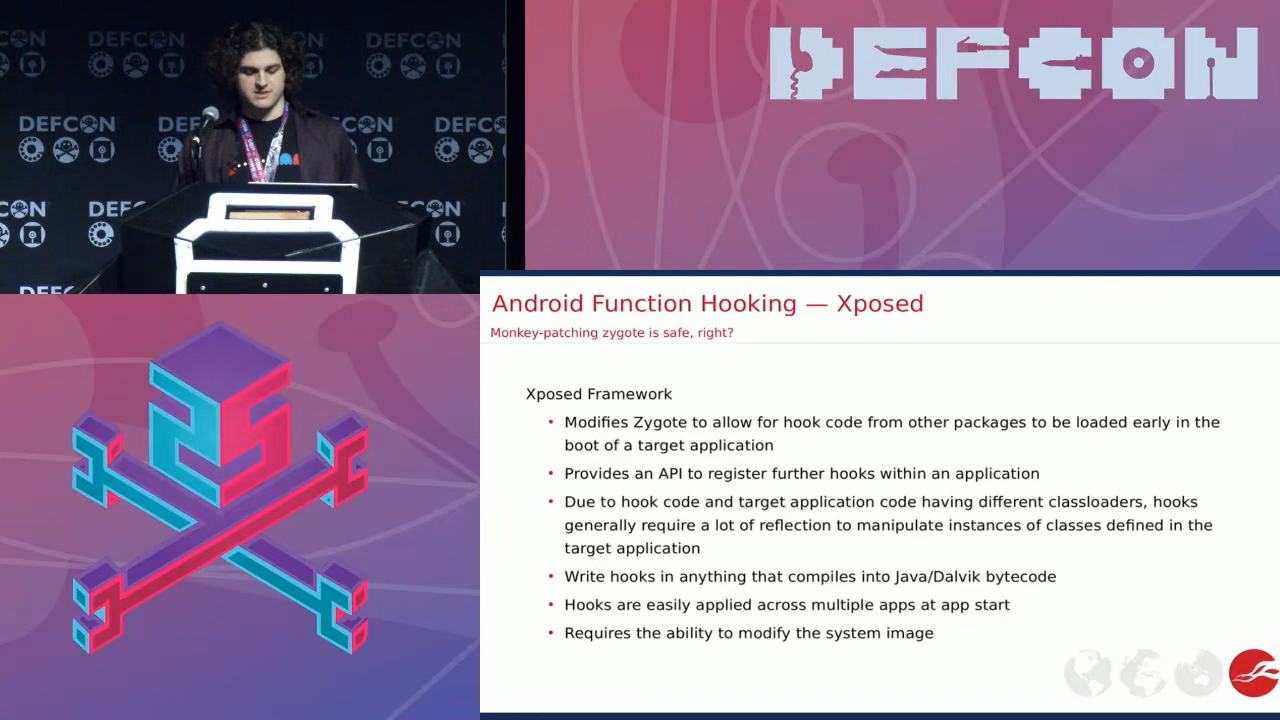 DEFCON
DEFCON
DEFCON
DEFCON
DEFCON
Android Function Hooking — Xposed
Monkey-patching zygote is safe, right?
Xposed Framework
• Modifies Zygote to allow for hook code from other packages to be loaded early in the
boot of a target application
• Provides an API to register further hooks within an application
• Due to hook code and target application code having different classloaders, hooks
generally require a lot of reflection to manipulate instances of classes defined in the
target application
• Write hooks in anything that compiles into Java/Dalvik bytecode
• Hooks are easily applied across multiple apps at app start
• Requires the ability to modify the system image